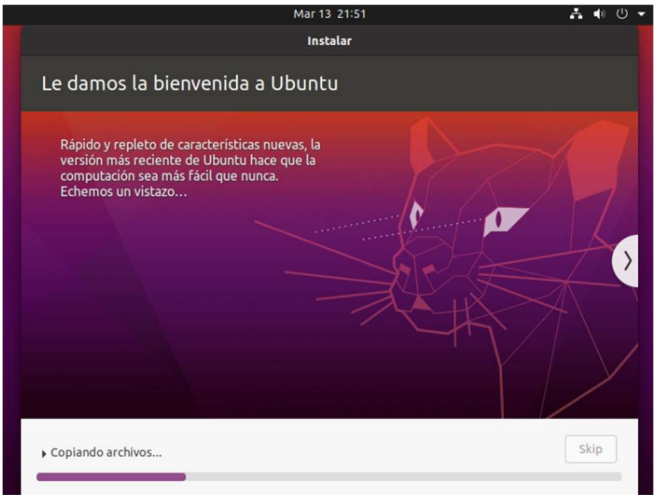 Mar 13 21:51
Instalar
Le damos la bienvenida a Ubuntu
Rápido y repleto de características nuevas, la
versión más reciente de Ubuntu hace que la
computación sea más fácil que nunca.
Echemos un vistazo…
Copiando archivos...
Skip